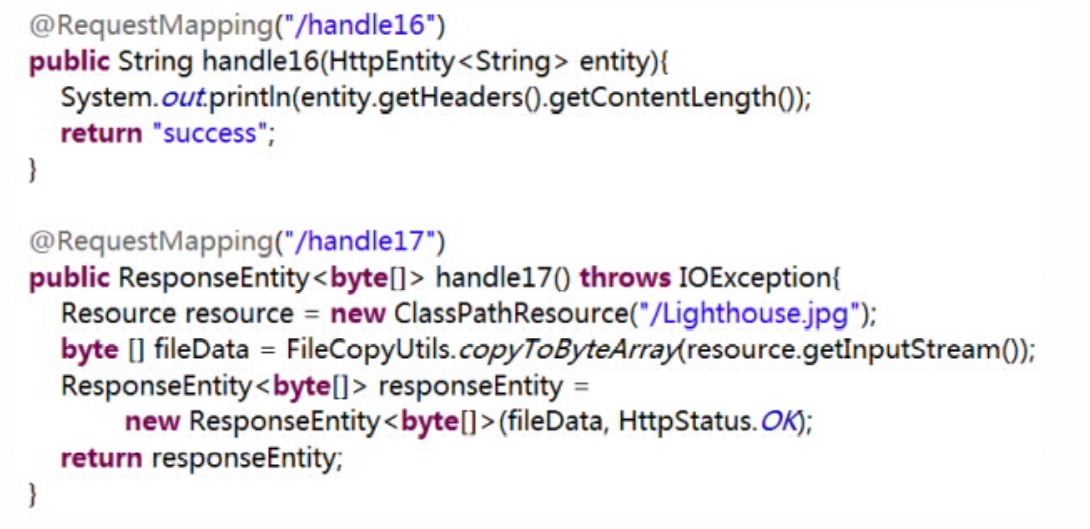 @RequestMapping("/handle16")
public String handle16(HttpEntity<String> entity){
System.out.println(entity.getHeaders().getContentLength());
return "success";
}
@RequestMapping("/handle17")
public ResponseEntity<byte[]> handle17() throws IOException{
Resource resource = new ClassPathResource("/Lighthouse.jpg");
byte [] fileData = FileCopyUtils.copyToByteArray(resource.getInputStream());
ResponseEntity<byte[]> responseEntity =
new ResponseEntity<byte[]>(fileData, HttpStatus.OK);
return responseEntity;
}